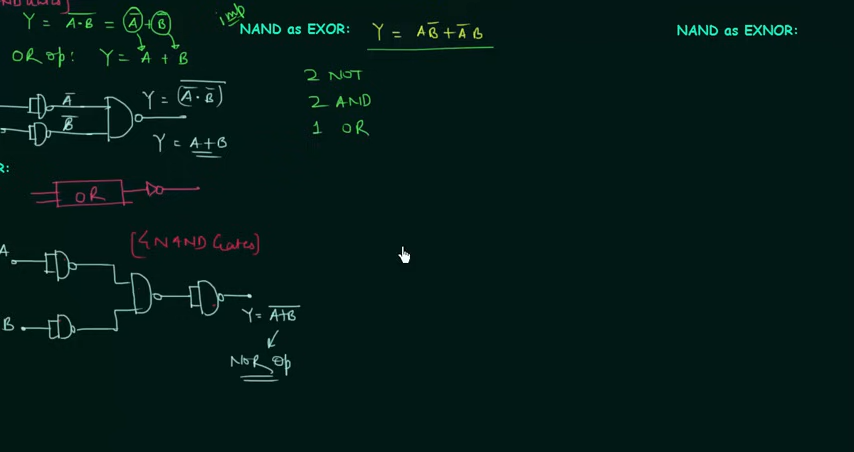 Y = A̅·̅B̅ = A̅ + B̅
OR op: Y = A + B
A̅
B̅
Y = (A̅ · B̅)̅
Y = A+B
R:
OR
[4 NAND Gates]
A
B
Y = A̅+̅B̅
NOR Op
imp
NAND as EXOR: Y = AB̅ + A̅B
2 NOT
2 AND
1 OR
NAND as EXNOR: